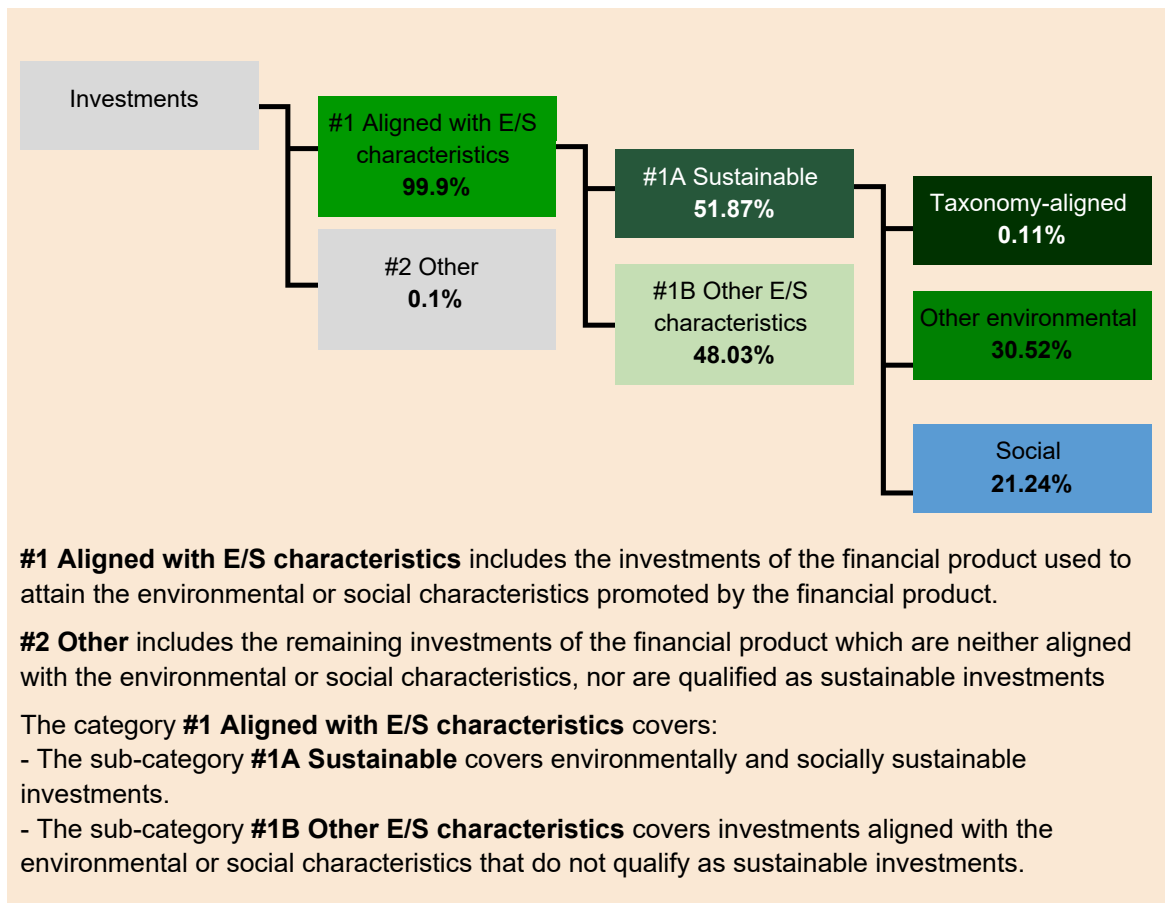 Investments
#1 Aligned with E/S
characteristics
99.9%
#2 Other
0.1%
#1A Sustainable
51.87%
#1B Other E/S
characteristics
48.03%
Taxonomy-aligned
0.11%
Other environmental
30.52%
Social
21.24%
#1 Aligned with E/S characteristics includes the investments of the financial product used to
attain the environmental or social characteristics promoted by the financial product.
#2 Other includes the remaining investments of the financial product which are neither aligned
with the environmental or social characteristics, nor are qualified as sustainable investments
The category #1 Aligned with E/S characteristics covers:
- The sub-category #1A Sustainable covers environmentally and socially sustainable
investments.
- The sub-category #1B Other E/S characteristics covers investments aligned with the
environmental or social characteristics that do not qualify as sustainable investments.